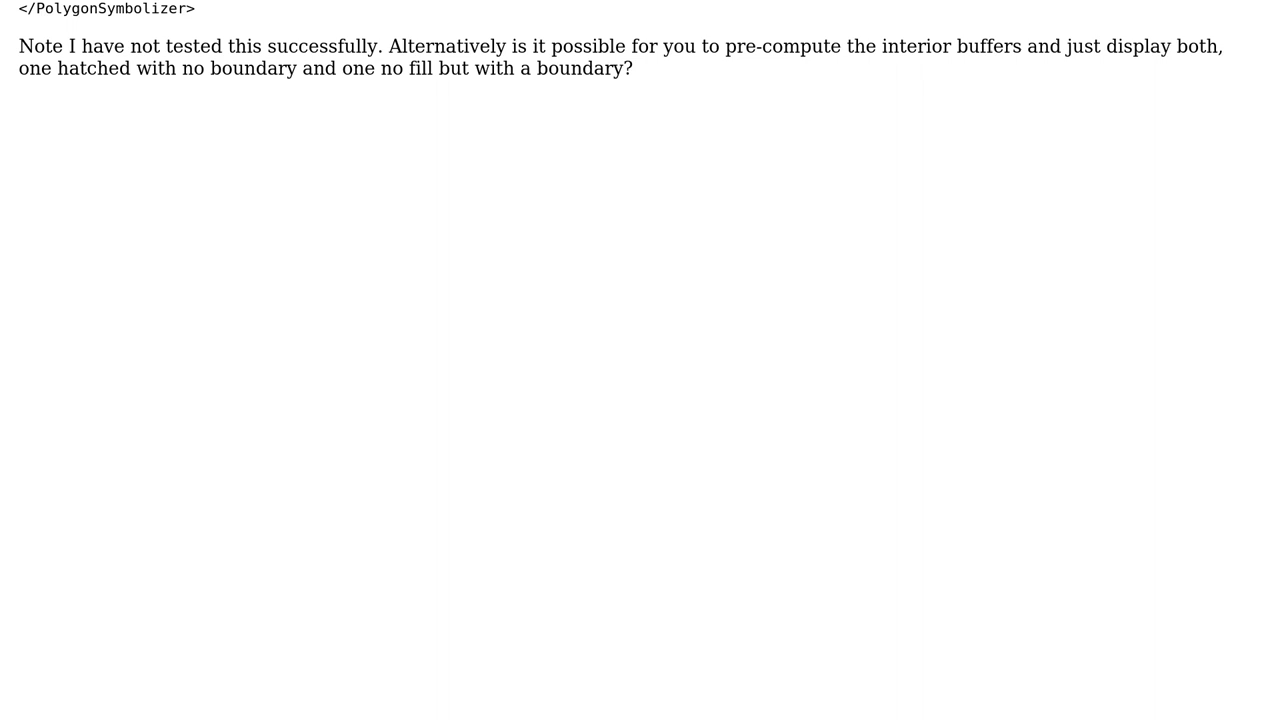 </PolygonSymbolizer>
Note I have not tested this successfully. Alternatively is it possible for you to pre-compute the interior buffers and just display both,
one hatched with no boundary and one no fill but with a boundary?